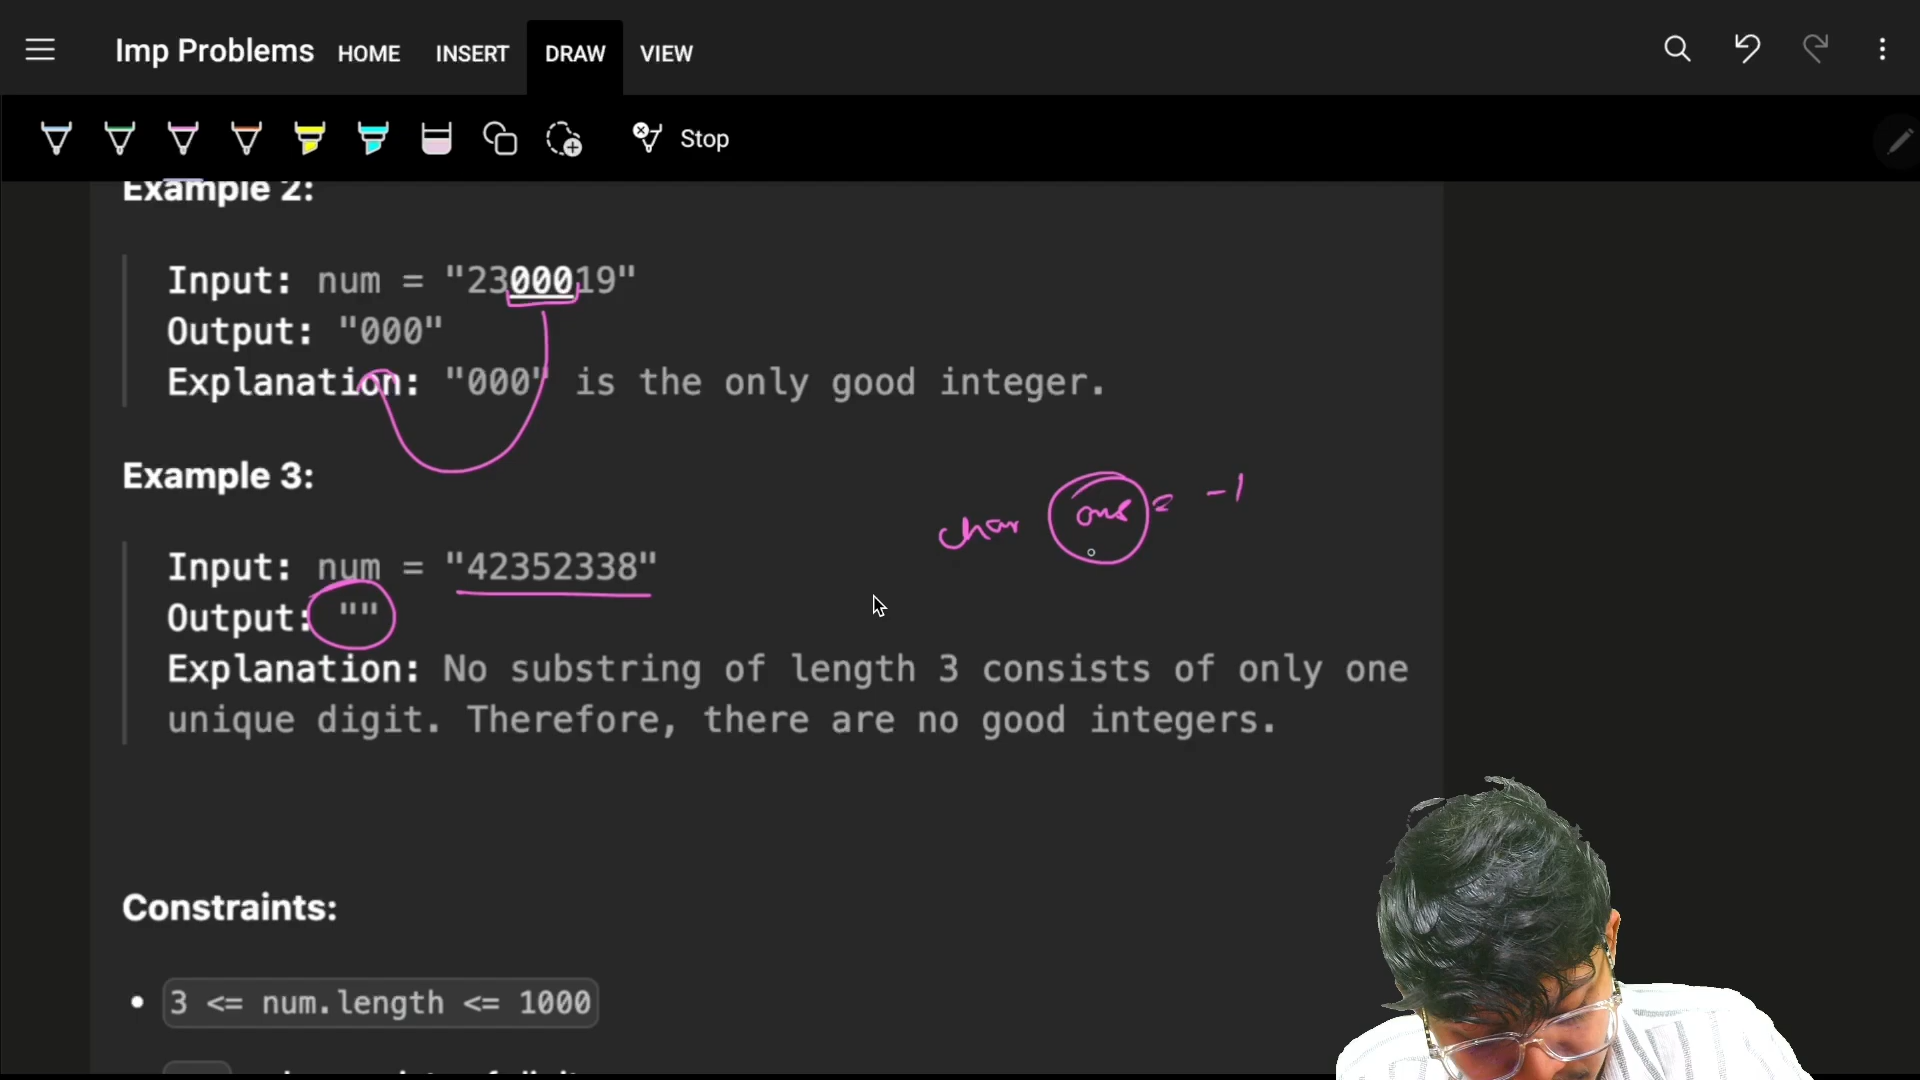 Imp Problems HOME INSERT DRAW VIEW
Stop
Example 2:
Input: num = "2300019"
Output: "000"
Explanation: "000" is the only good integer.
Example 3:
char ans = -1
Input: num = "42352338"
Output: ""
Explanation: No substring of length 3 consists of only one
unique digit. Therefore, there are no good integers.
Constraints:
3 <= num.length <= 1000